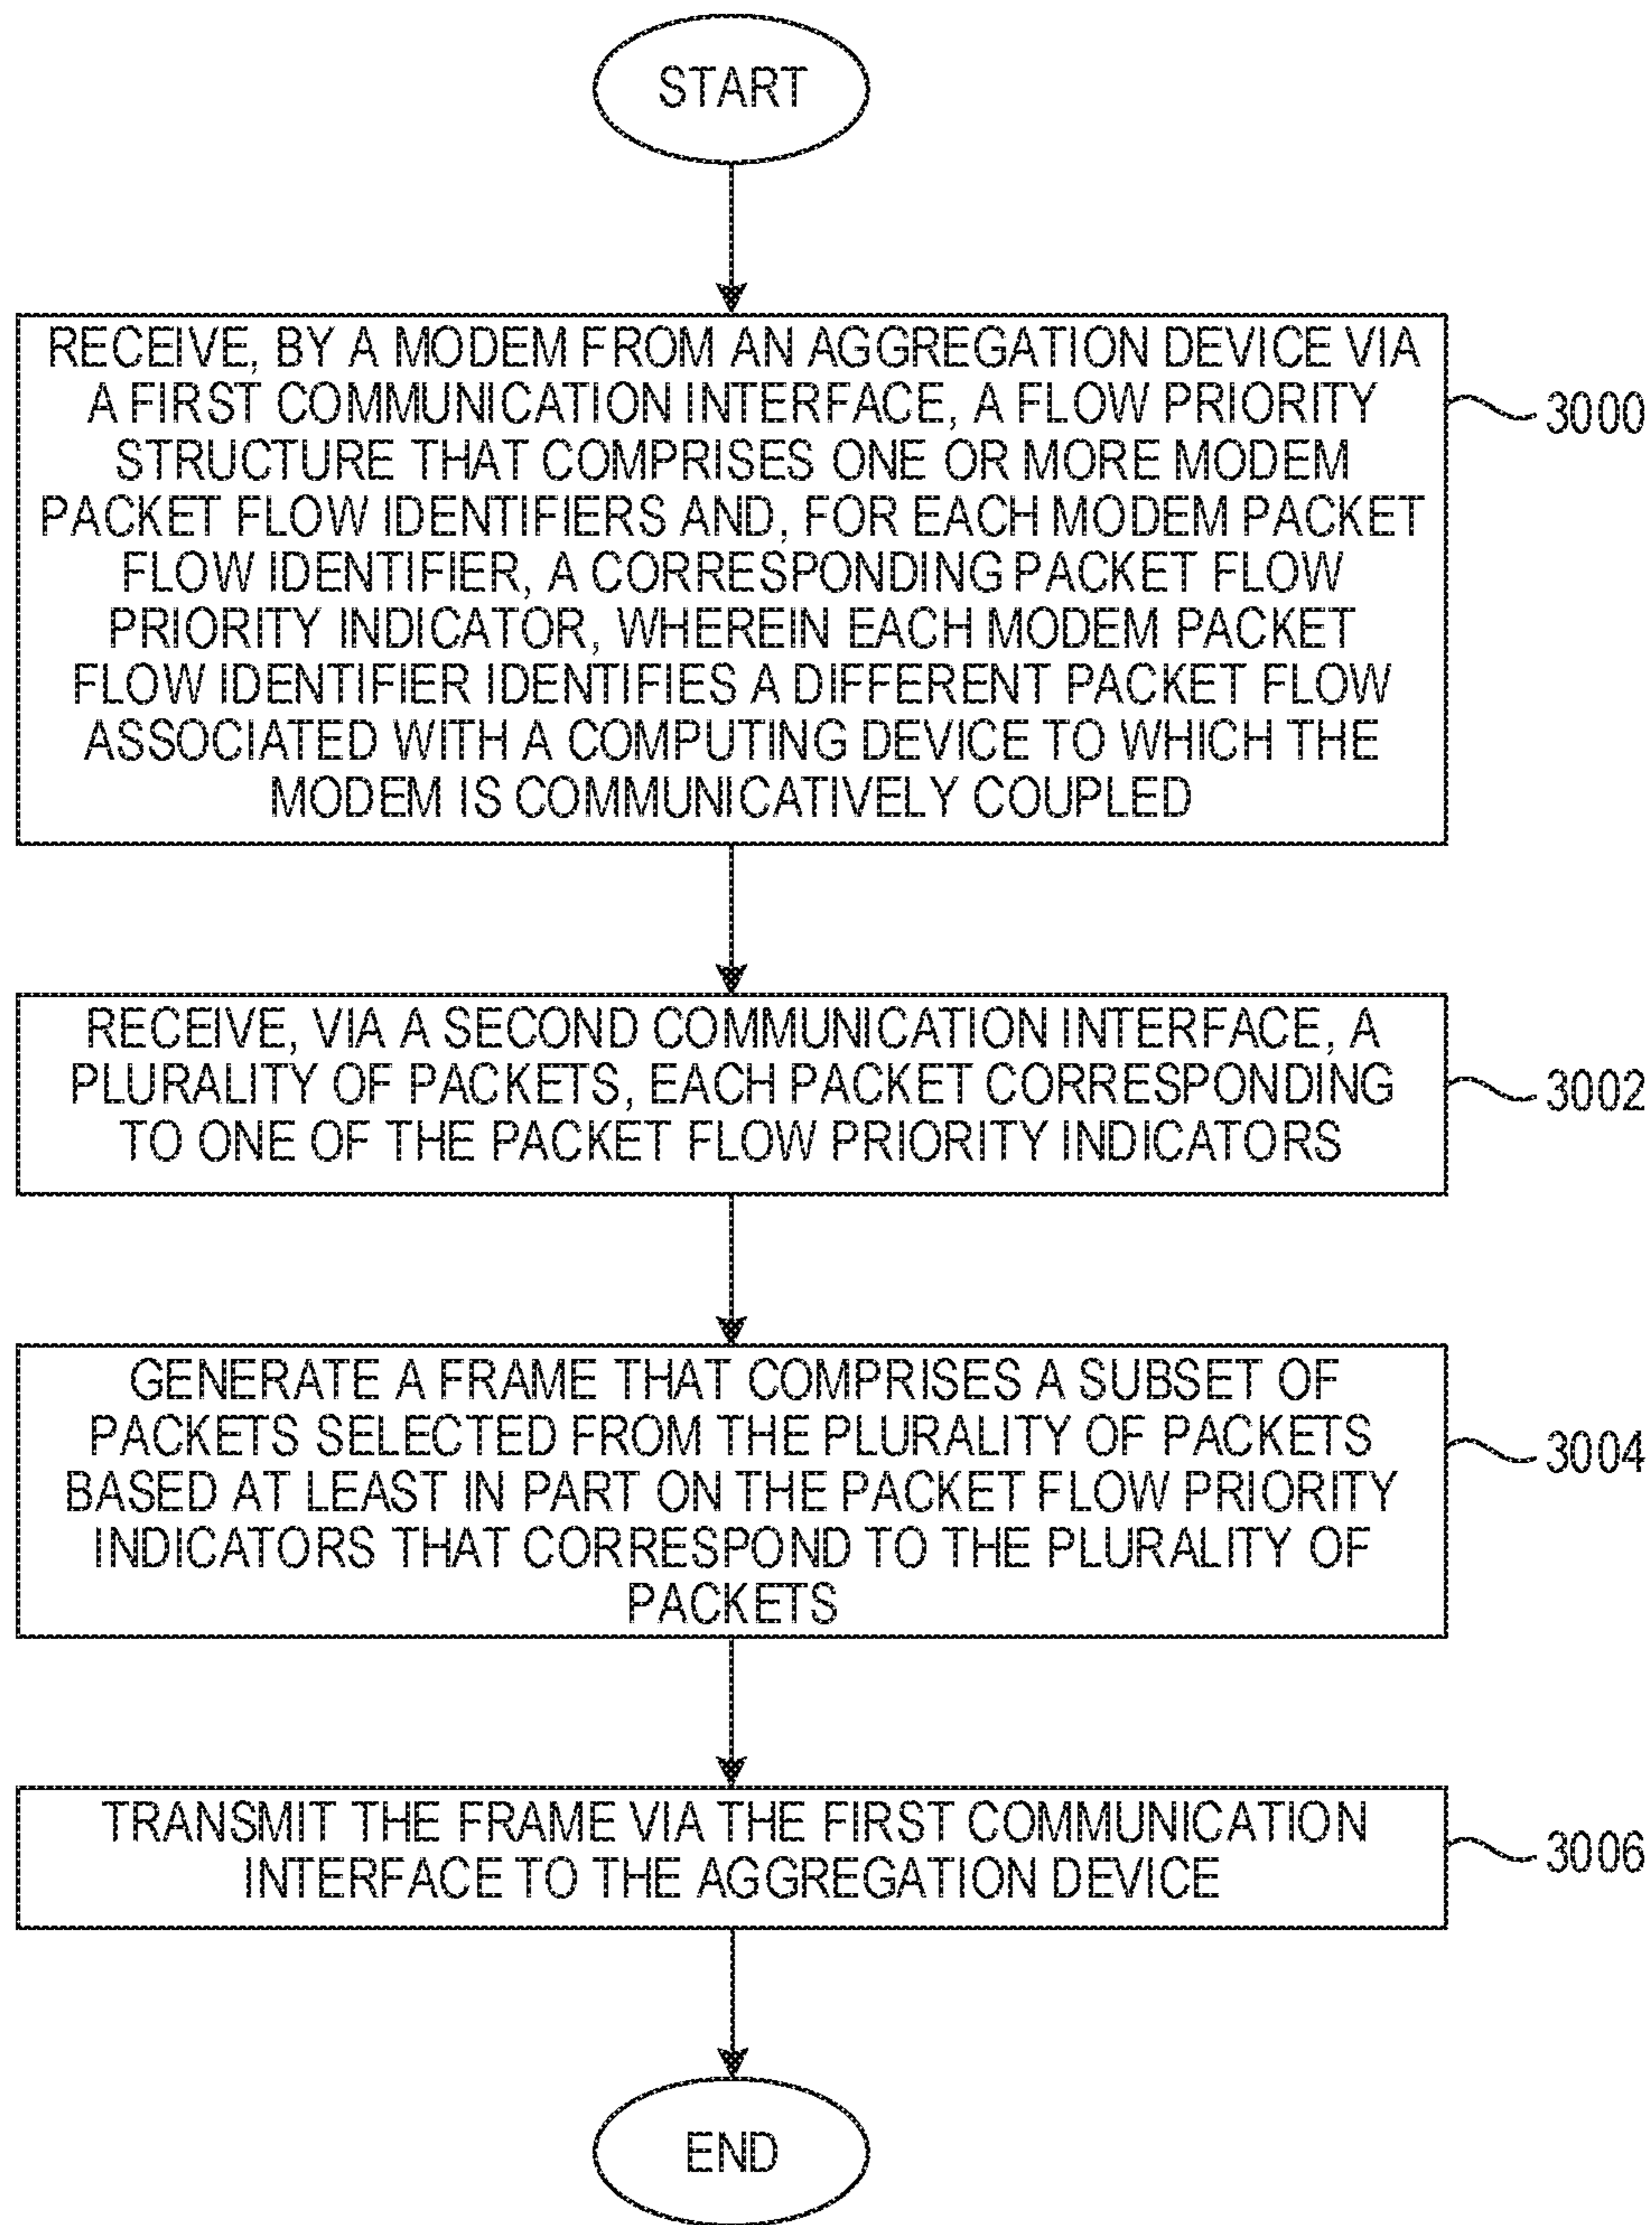 START
RECEIVE, BY A MODEM FROM AN AGGREGATION DEVICE VIA
A FIRST COMMUNICATION INTERFACE, A FLOW PRIORITY
STRUCTURE THAT COMPRISES ONE OR MORE MODEM
PACKET FLOW IDENTIFIERS AND, FOR EACH MODEM PACKET
FLOW IDENTIFIER, A CORRESPONDING PACKET FLOW
PRIORITY INDICATOR, WHEREIN EACH MODEM PACKET
FLOW IDENTIFIER IDENTIFIES A DIFFERENT PACKET FLOW
ASSOCIATED WITH A COMPUTING DEVICE TO WHICH THE
MODEM IS COMMUNICATIVELY COUPLED
3000
RECEIVE, VIA A SECOND COMMUNICATION INTERFACE, A
PLURALITY OF PACKETS, EACH PACKET CORRESPONDING
TO ONE OF THE PACKET FLOW PRIORITY INDICATORS
3002
GENERATE A FRAME THAT COMPRISES A SUBSET OF
PACKETS SELECTED FROM THE PLURALITY OF PACKETS
BASED AT LEAST IN PART ON THE PACKET FLOW PRIORITY
INDICATORS THAT CORRESPOND TO THE PLURALITY OF
PACKETS
3004
TRANSMIT THE FRAME VIA THE FIRST COMMUNICATION
INTERFACE TO THE AGGREGATION DEVICE
3006
END